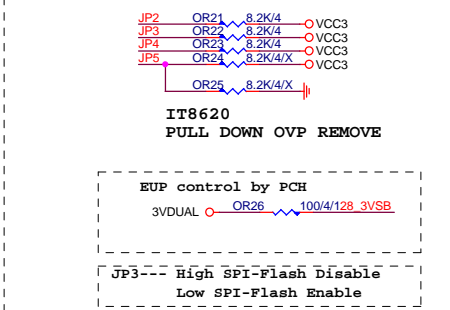 JP2 OR21 8.2K/4 VCC3
JP3 OR22 8.2K/4 VCC3
JP4 OR23 8.2K/4 VCC3
JP5 OR24 8.2K/4/X VCC3
OR25 8.2K/4/X
IT8620
PULL DOWN OVP REMOVE
EUP control by PCH
3VDUAL OR26 100/4/1 28_3VSB
JP3--- High SPI-Flash Disable
Low SPI-Flash Enable